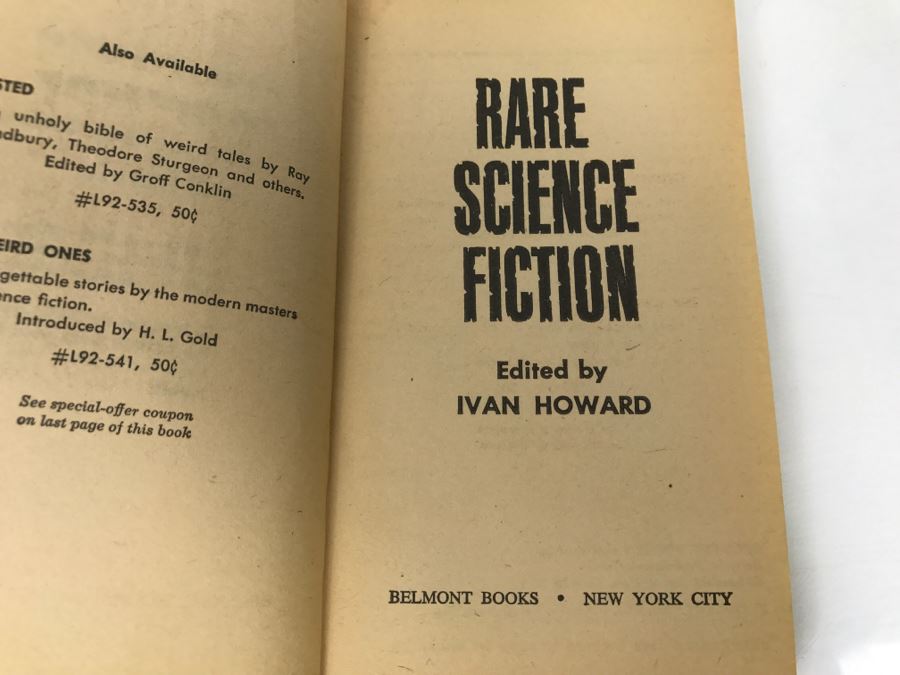 Also Available
STED
unholy bible of weird tales by Ray
dbury, Theodore Sturgeon and others.
Edited by Groff Conklin
#L92-535, 50¢
EIRD ONES
gettable stories by the modern masters
ence fiction.
Introduced by H. L. Gold
#L92-541, 50¢
See special-offer coupon
on last page of this book
RARE
SCIENCE
FICTION
Edited by
IVAN HOWARD
BELMONT BOOKS • NEW YORK CITY